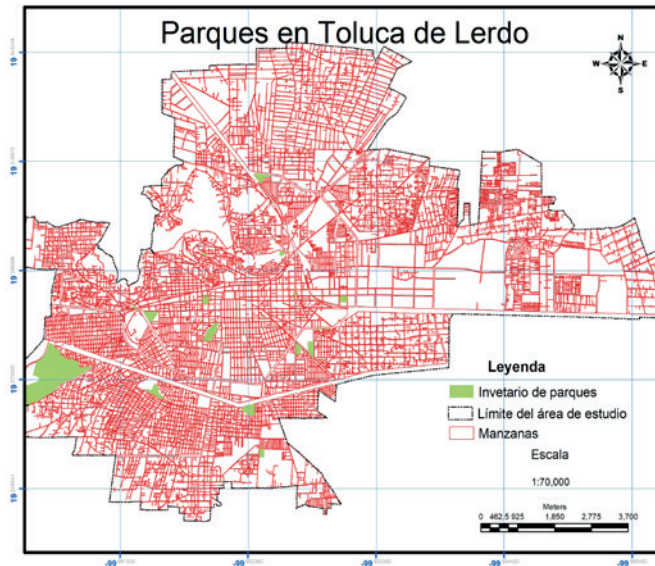 Parques en Toluca de Lerdo
N
W E
S
Leyenda
Invetario de parques
Límite del área de estudio
Manzanas
Escala
1:70,000
Meters
0 462.5 925 1,850 2,775 3,700